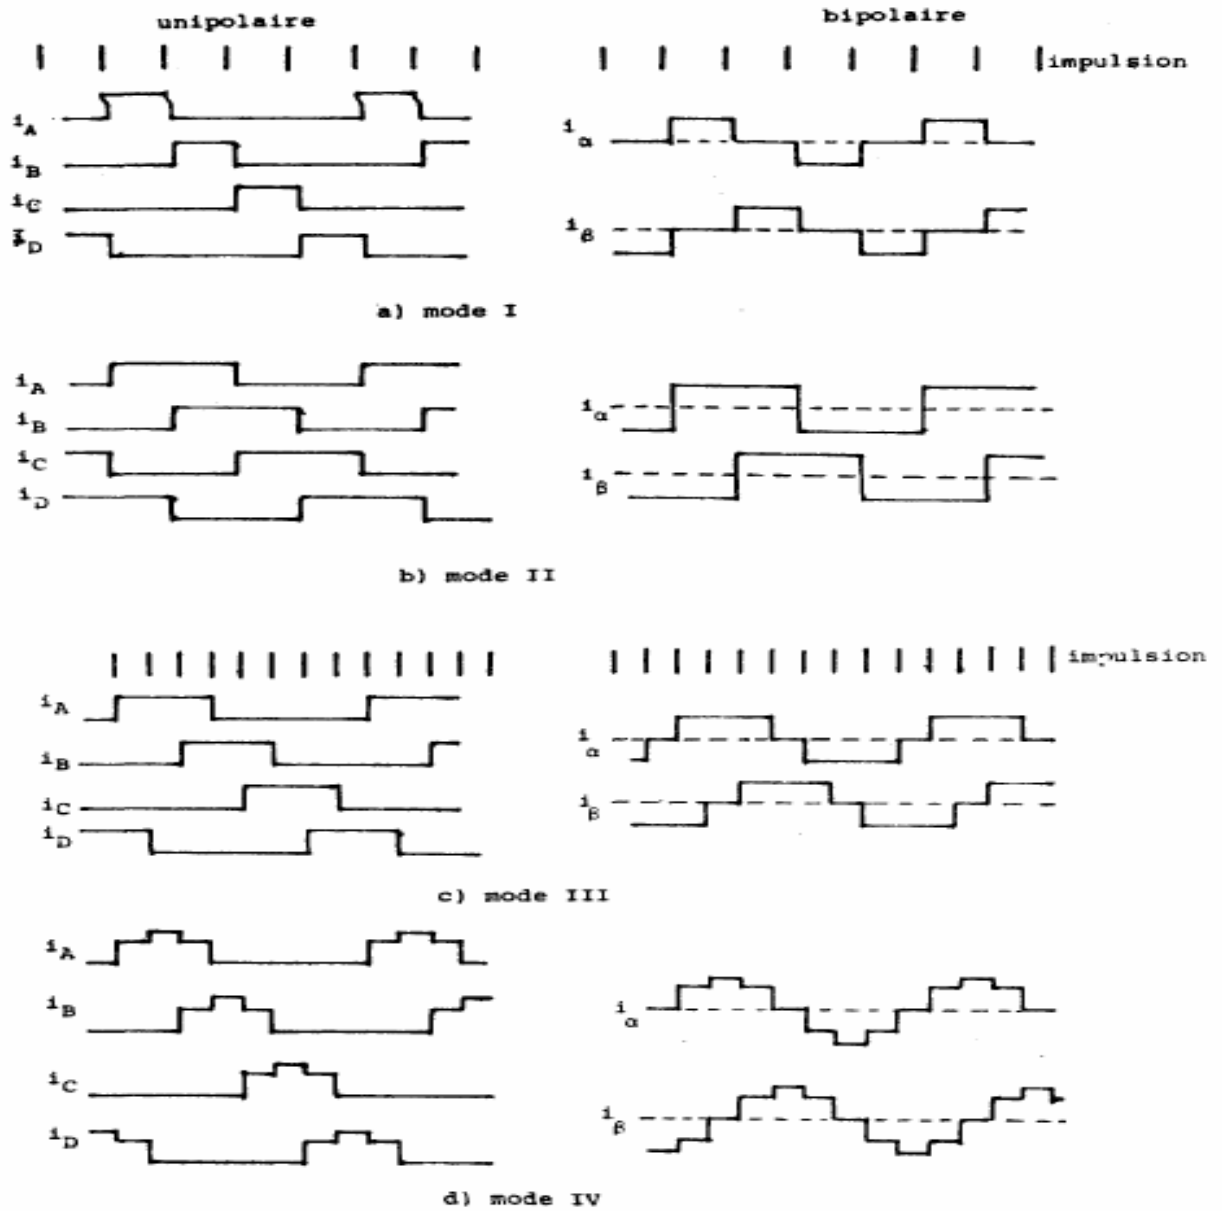 unipolaire
bipolaire
impulsion
iA
iα
iB
iC
iβ
iD
a) mode I
iA
iα
iB
iC
iβ
iD
b) mode II
impulsion
iA
iα
iB
iC
iβ
iD
c) mode III
iA
iB
iα
iC
iβ
iD
d) mode IV